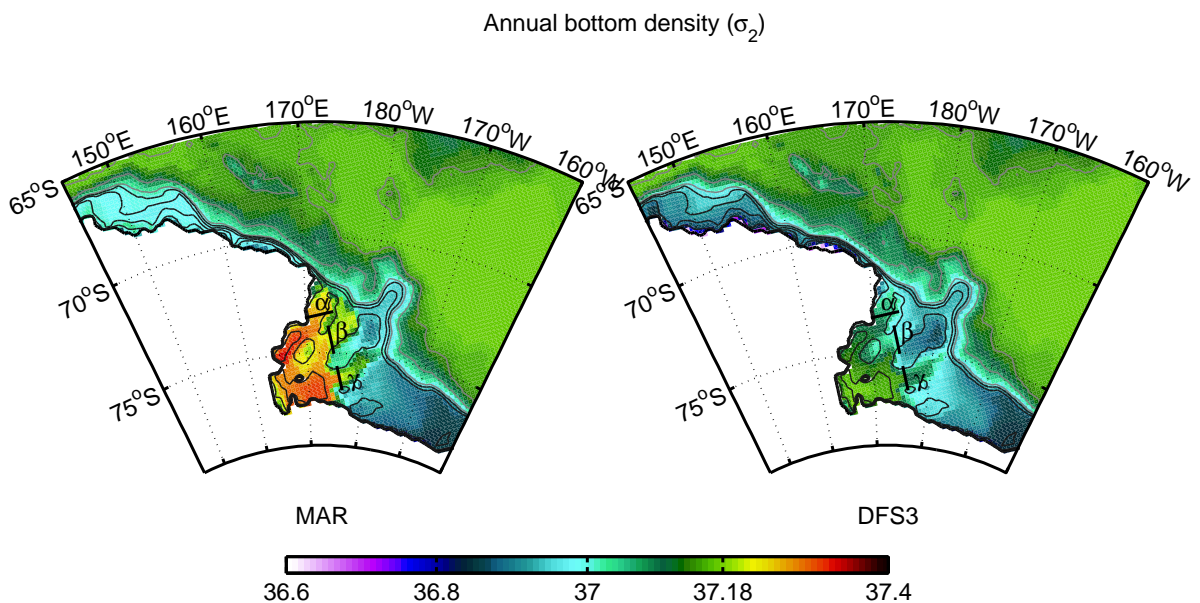 Annual bottom density (σ₂)
150°E 160°E 170°E 180°W 170°W 160°W
65°S
70°S
75°S
α
β
γ
MAR
150°E 160°E 170°E 180°W 170°W 160°W
65°S
70°S
75°S
α
β
γ
DFS3
36.6 36.8 37 37.18 37.4